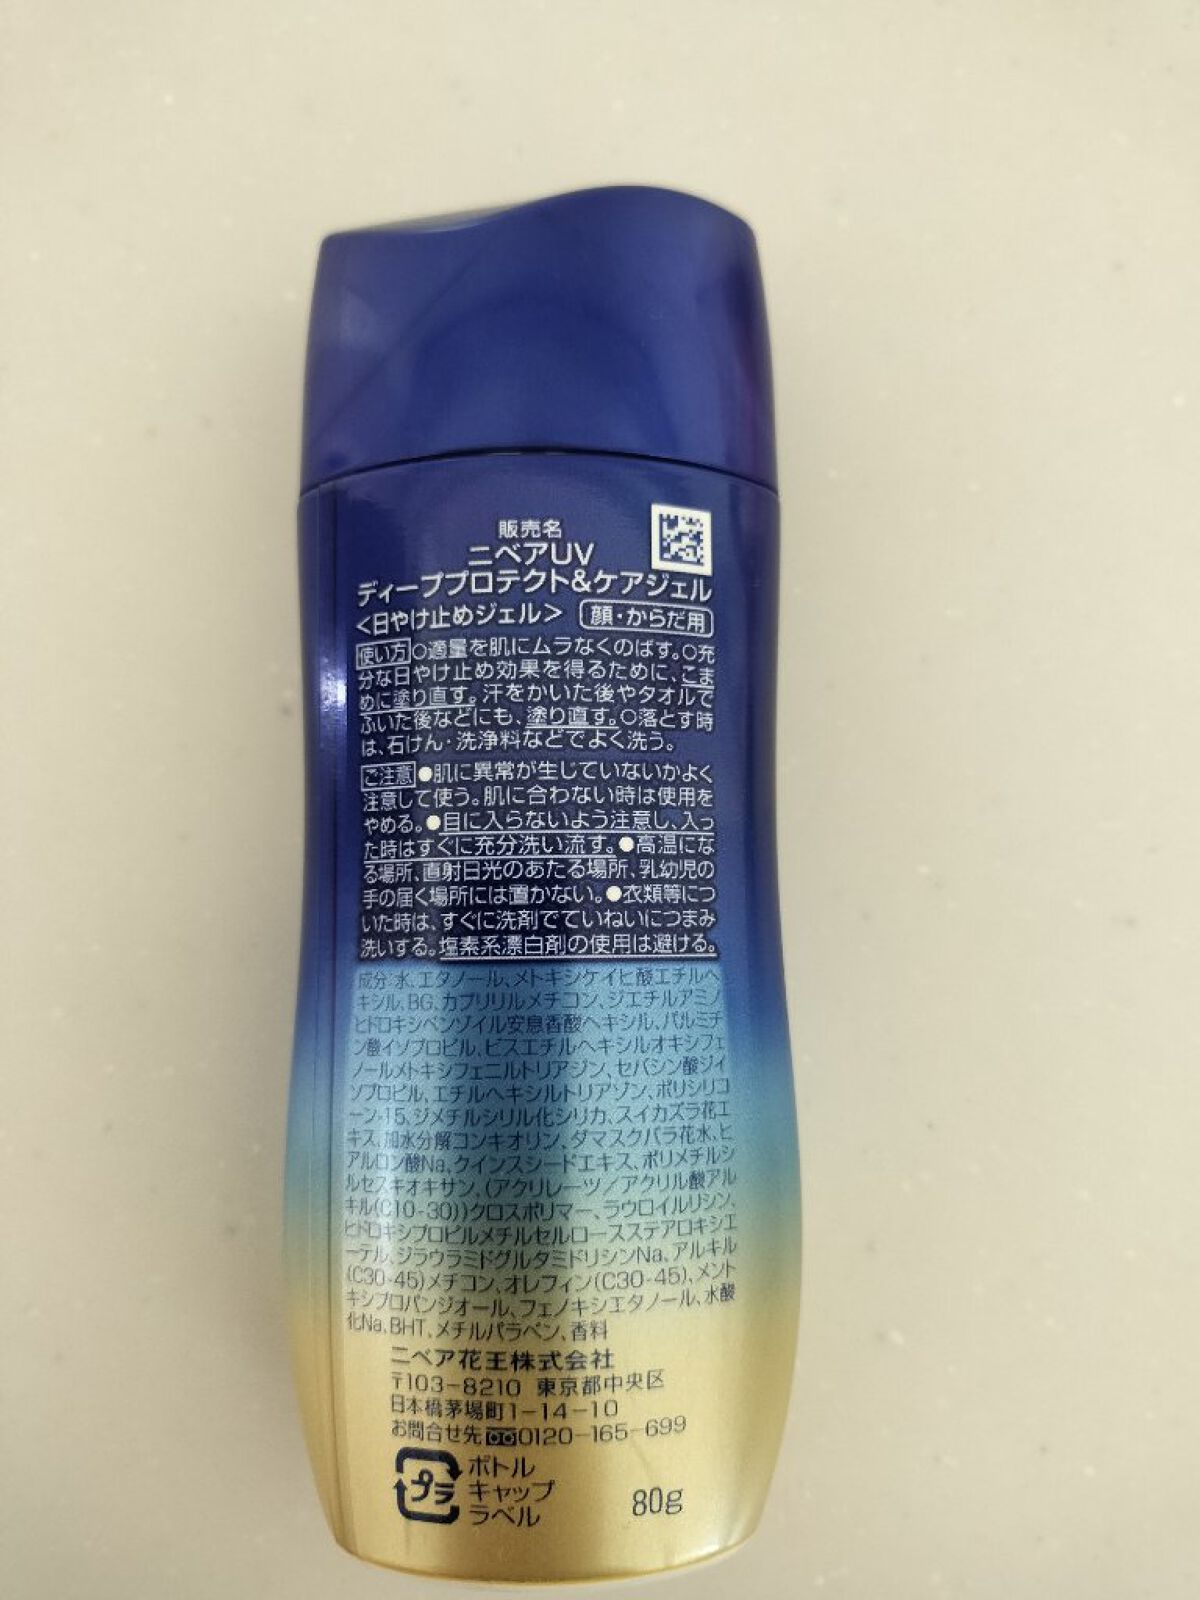 販売名
ニベアUV
ディーププロテクト&ケアジェル
<日やけ止めジェル> 顔・からだ用
使い方 ○適量を肌にムラなくのばす。○充
分な日やけ止め効果を得るために、こま
めに塗り直す。汗をかいた後やタオルで
ふいた後などにも、塗り直す。○落とす時
は、石けん・洗浄料などでよく洗う。
ご注意 ●肌に異常が生じていないかよく
注意して使う。肌に合わない時は使用を
やめる。●目に入らないよう注意し、入っ
た時はすぐに充分洗い流す。●高温にな
る場所、直射日光のあたる場所、乳幼児の
手の届く場所には置かない。●衣類等につ
いた時は、すぐに洗剤でていねいにつまみ
洗いする。塩素系漂白剤の使用は避ける。
成分:水、エタノール、メトキシケイヒ酸エチルヘ
キシル、BG、カプリリルメチコン、ジエチルアミノ
ヒドロキシベンゾイル安息香酸ヘキシル、パルミチ
ン酸イソプロピル、ビスエチルヘキシルオキシフェ
ノールメトキシフェニルトリアジン、セバシン酸ジイ
ソプロピル、エチルヘキシルトリアゾン、ポリシリコ
ーン-15、ジメチルシリル化シリカ、スイカズラ花エ
キス、加水分解コンキオリン、ダマスクバラ花水、ヒ
アルロン酸Na、クインスシードエキス、ポリメチルシ
ルセスキオキサン、(アクリレーツ/アクリル酸アル
キル(C10-30))クロスポリマー、ラウロイルリシン、
ヒドロキシプロピルメチルセルロースステアロキシエ
ーテル、ジラウラミドグルタミドリシンNa、アルキル
(C30-45)メチコン、オレフィン(C30-45)、メント
キシプロパンジオール、フェノキシエタノール、水酸
化Na、BHT、メチルパラベン、香料
ニベア花王株式会社
〒103-8210 東京都中央区
日本橋茅場町1-14-10
お問合せ先 0120-165-699
プラ
ボトル
キャップ
ラベル
80g